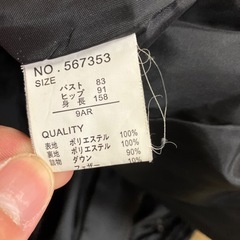 NO. 567353
SIZE
バスト 83
ヒップ 91
身長 158
9AR
QUALITY
表地 ポリエステル 100%
裏地 ポリエステル 100%
詰物 ダウン 90%
フェザー 10%